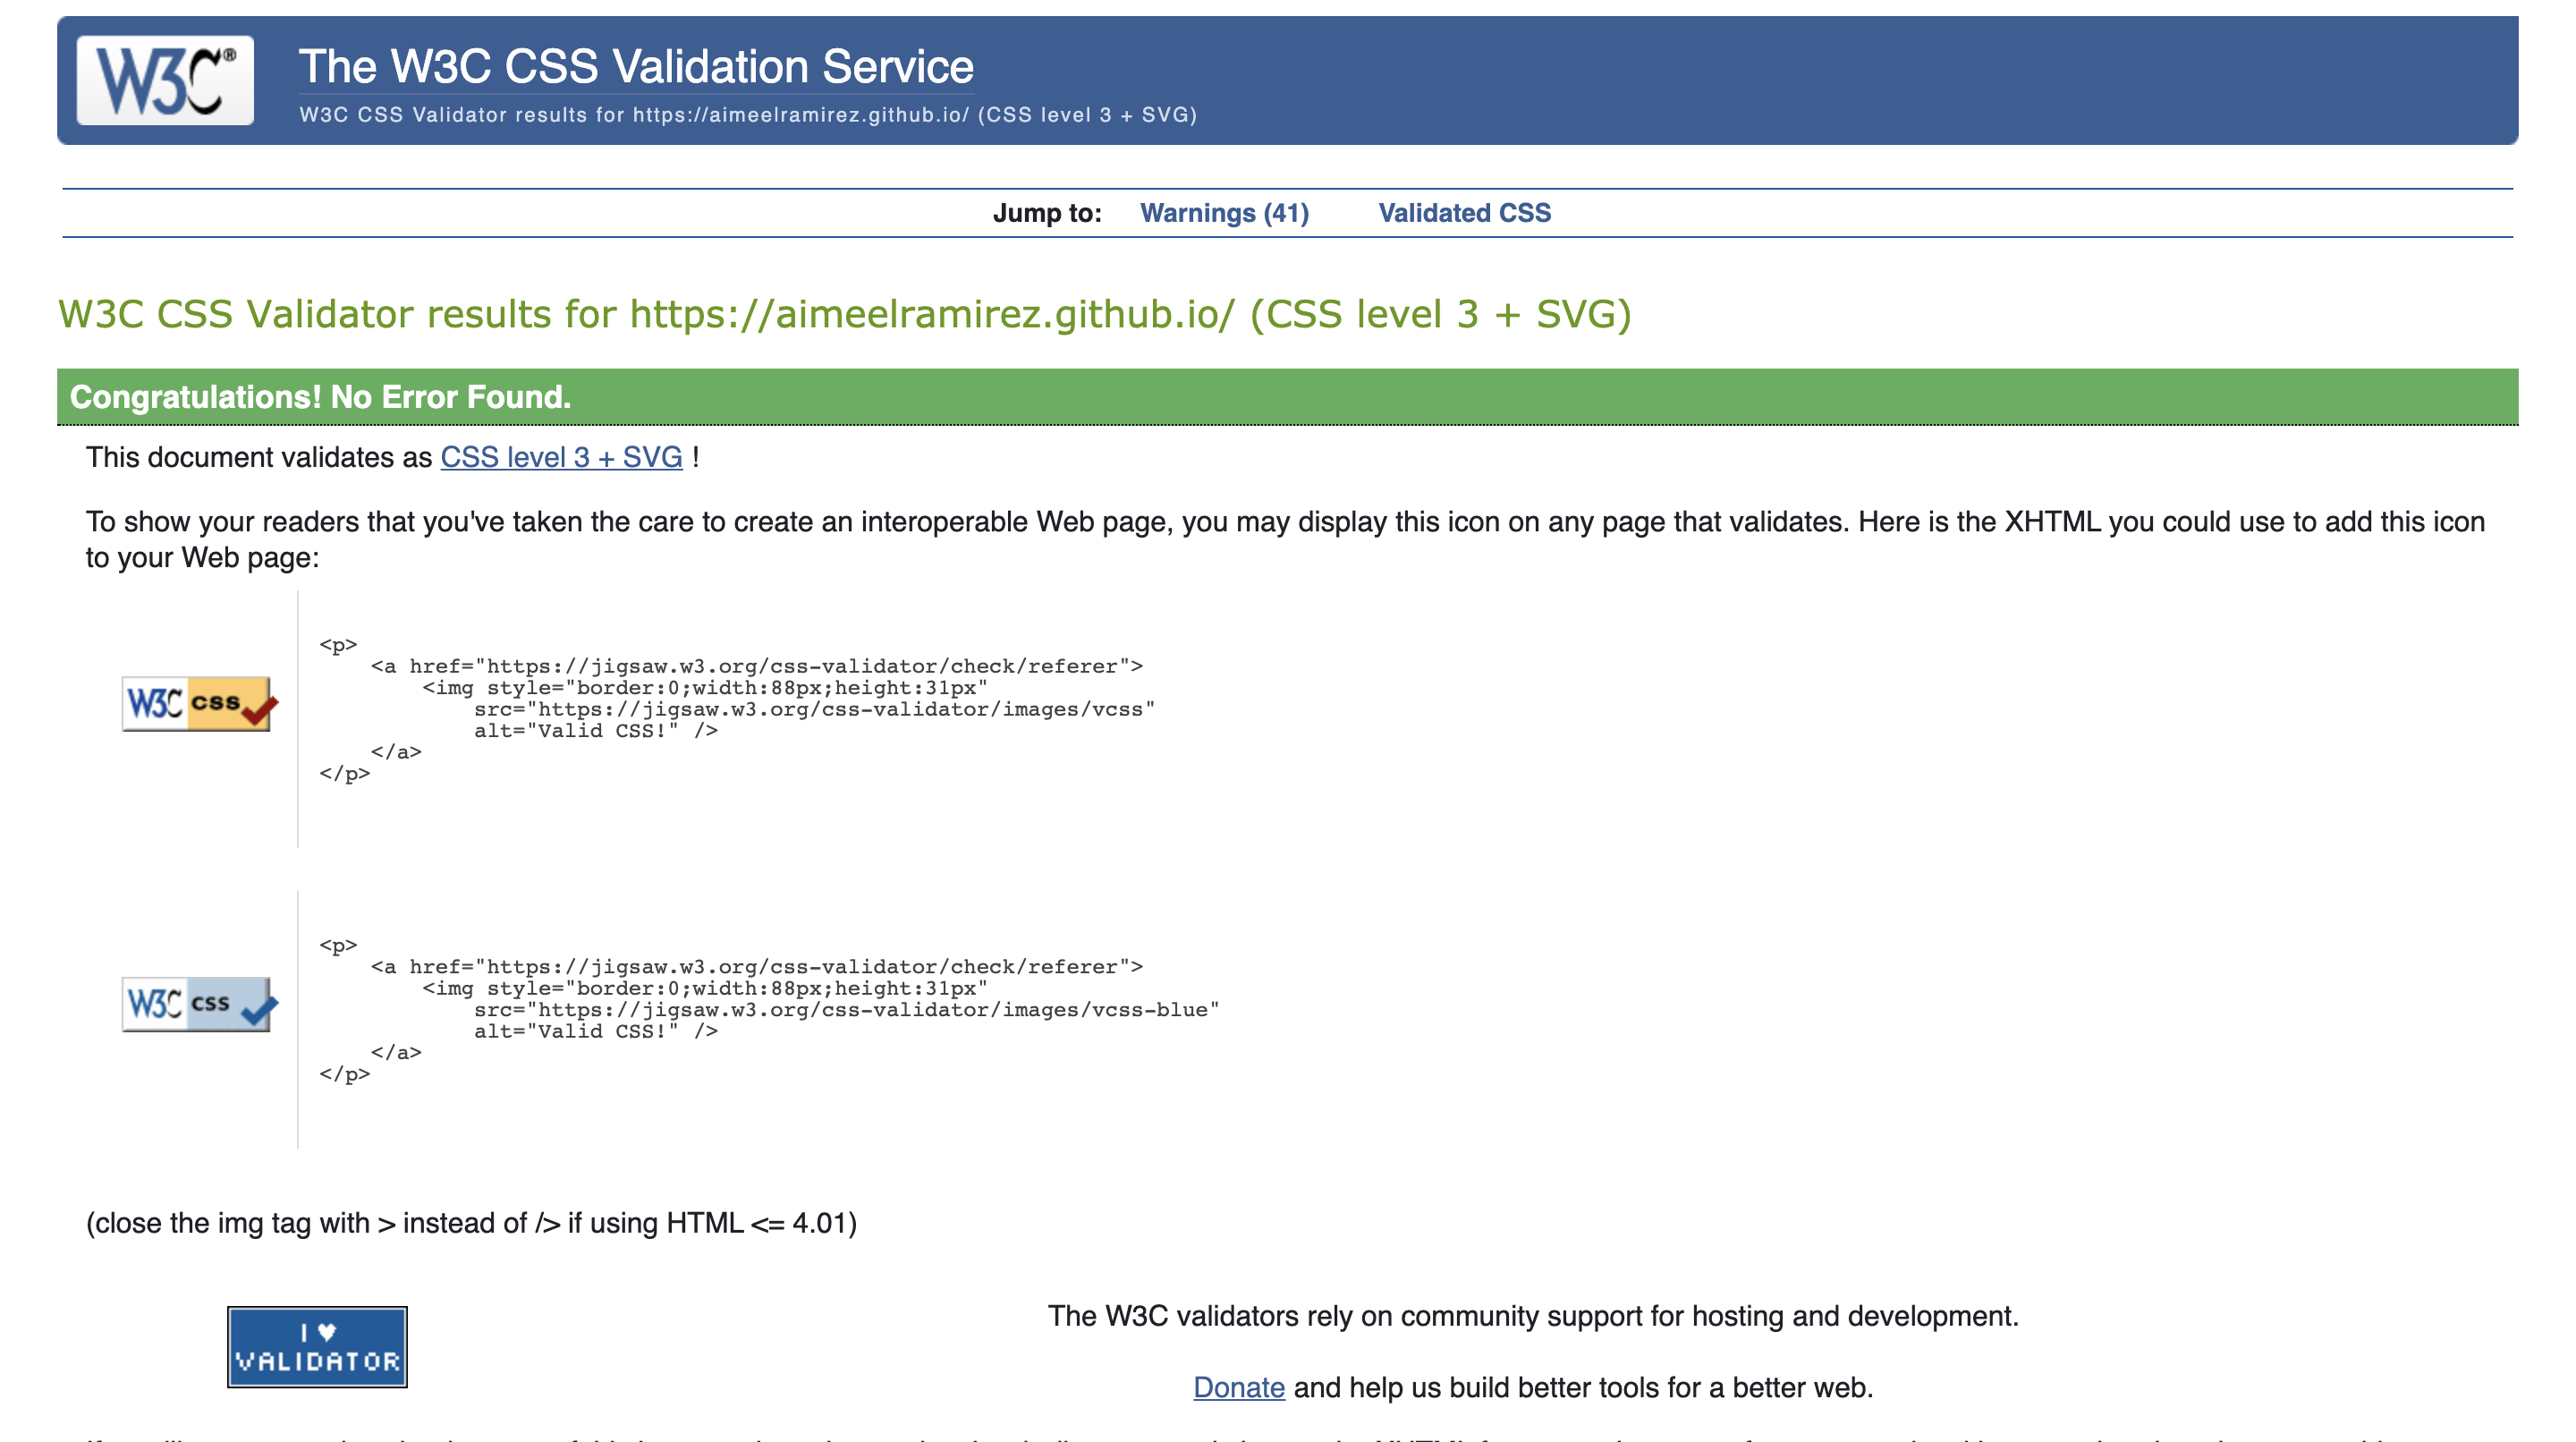 W3C®
The W3C CSS Validation Service
W3C CSS Validator results for https://aimeelramirez.github.io/ (CSS level 3 + SVG)
Jump to: Warnings (41) Validated CSS
W3C CSS Validator results for https://aimeelramirez.github.io/ (CSS level 3 + SVG)
Congratulations! No Error Found.
This document validates as CSS level 3 + SVG !
To show your readers that you've taken the care to create an interoperable Web page, you may display this icon on any page that validates. Here is the XHTML you could use to add this icon
to your Web page:
W3C css
<p>
<a href="https://jigsaw.w3.org/css-validator/check/referer">
<img style="border:0;width:88px;height:31px"
src="https://jigsaw.w3.org/css-validator/images/vcss"
alt="Valid CSS!" />
</a>
</p>
W3C css
<p>
<a href="https://jigsaw.w3.org/css-validator/check/referer">
<img style="border:0;width:88px;height:31px"
src="https://jigsaw.w3.org/css-validator/images/vcss-blue"
alt="Valid CSS!" />
</a>
</p>
(close the img tag with > instead of /> if using HTML <= 4.01)
I ♥
VALIDATOR
The W3C validators rely on community support for hosting and development.
Donate and help us build better tools for a better web.